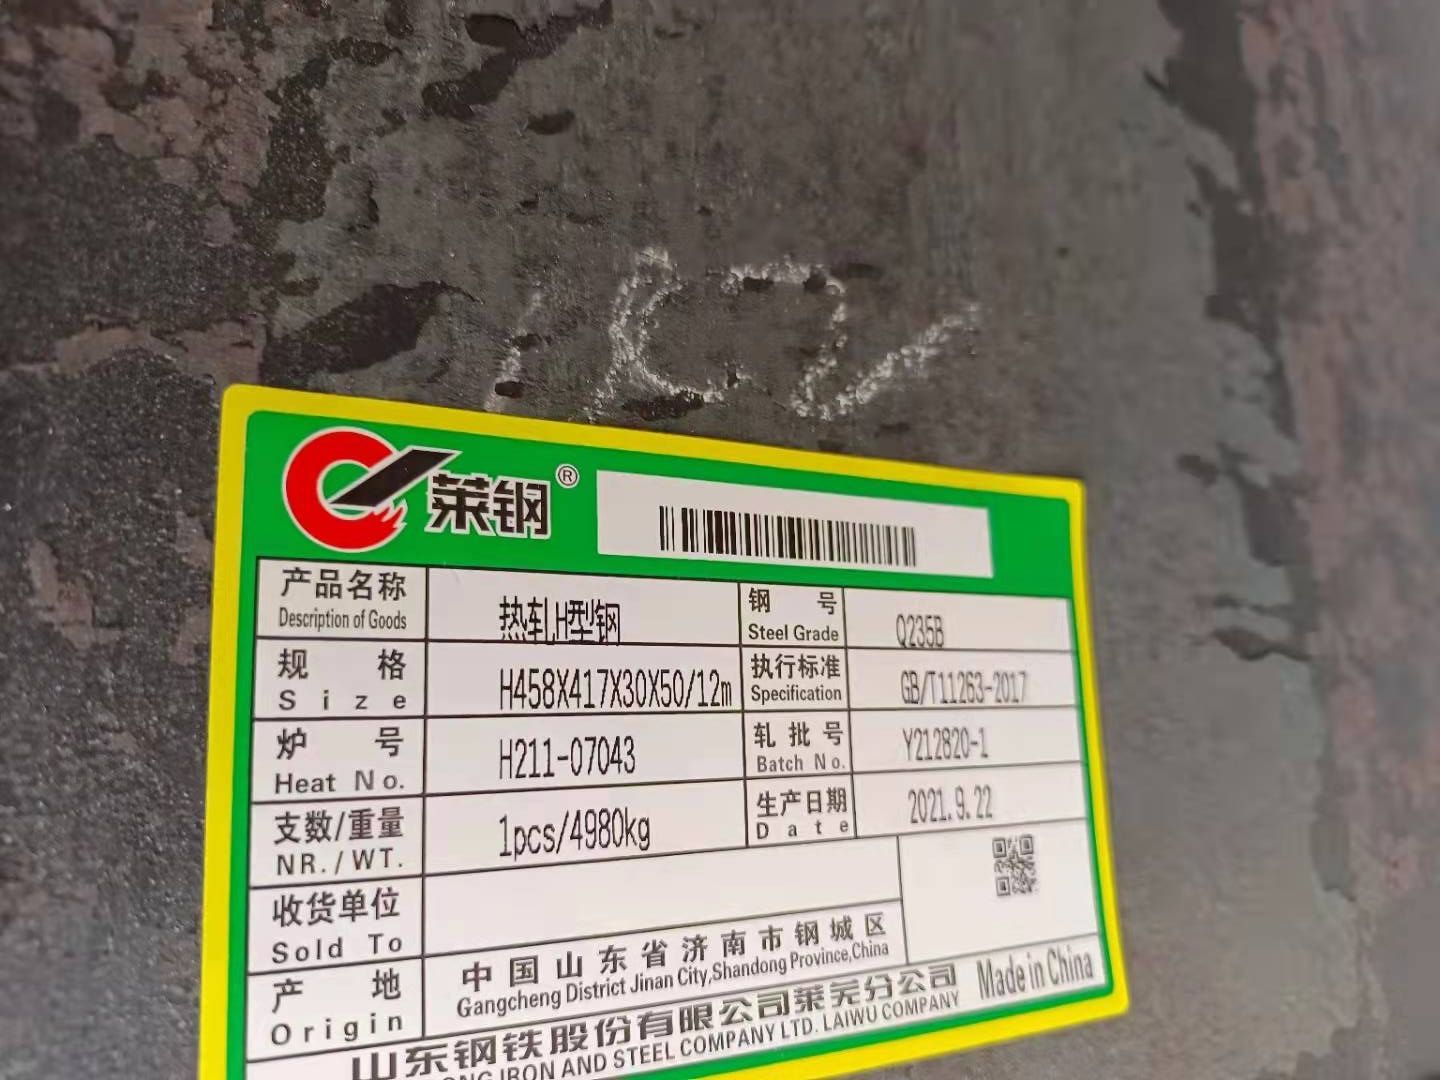 莱钢®
产品名称 热轧H型钢 钢号 Q235B
Description of Goods Steel Grade
规格 H458X417X30X50/12m 执行标准 GB/T11263-2017
Size Specification
炉号 H211-07043 轧批号 Y212820-1
Heat No. Batch No.
支数/重量 1pcs/4980kg 生产日期 2021.9.22
NR./WT. Date
收货单位
Sold To
产地 中国山东省济南市钢城区
Origin Gangcheng District Jinan City,Shandong Province,China
山东钢铁股份有限公司莱芜分公司 Made in China
IRON AND STEEL COMPANY LTD. LAIWU COMPANY